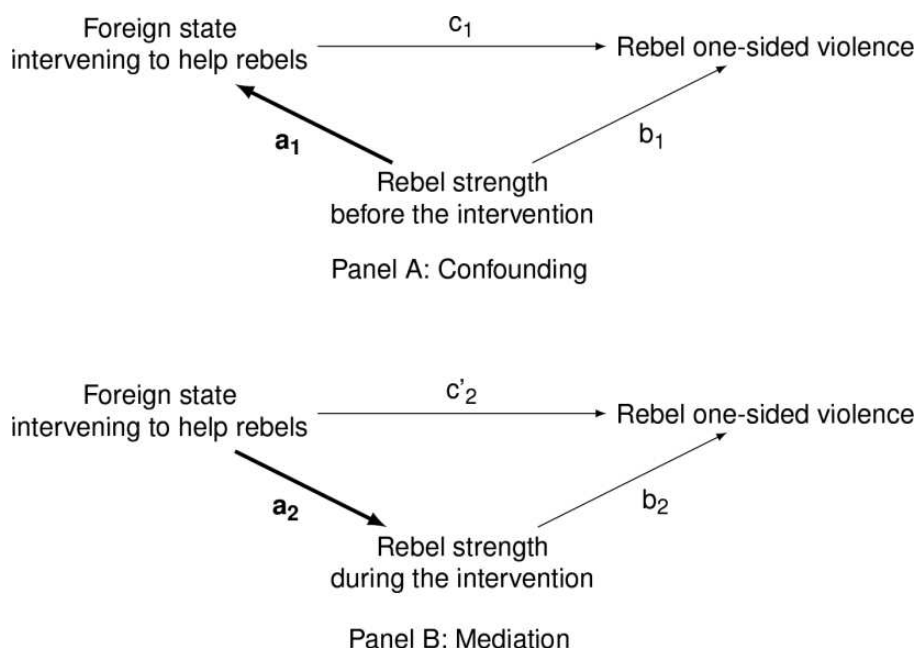 Foreign state
intervening to help rebels
c1
Rebel one-sided violence
a1
b1
Rebel strength
before the intervention
Panel A: Confounding
Foreign state
intervening to help rebels
c'2
Rebel one-sided violence
a2
b2
Rebel strength
during the intervention
Panel B: Mediation